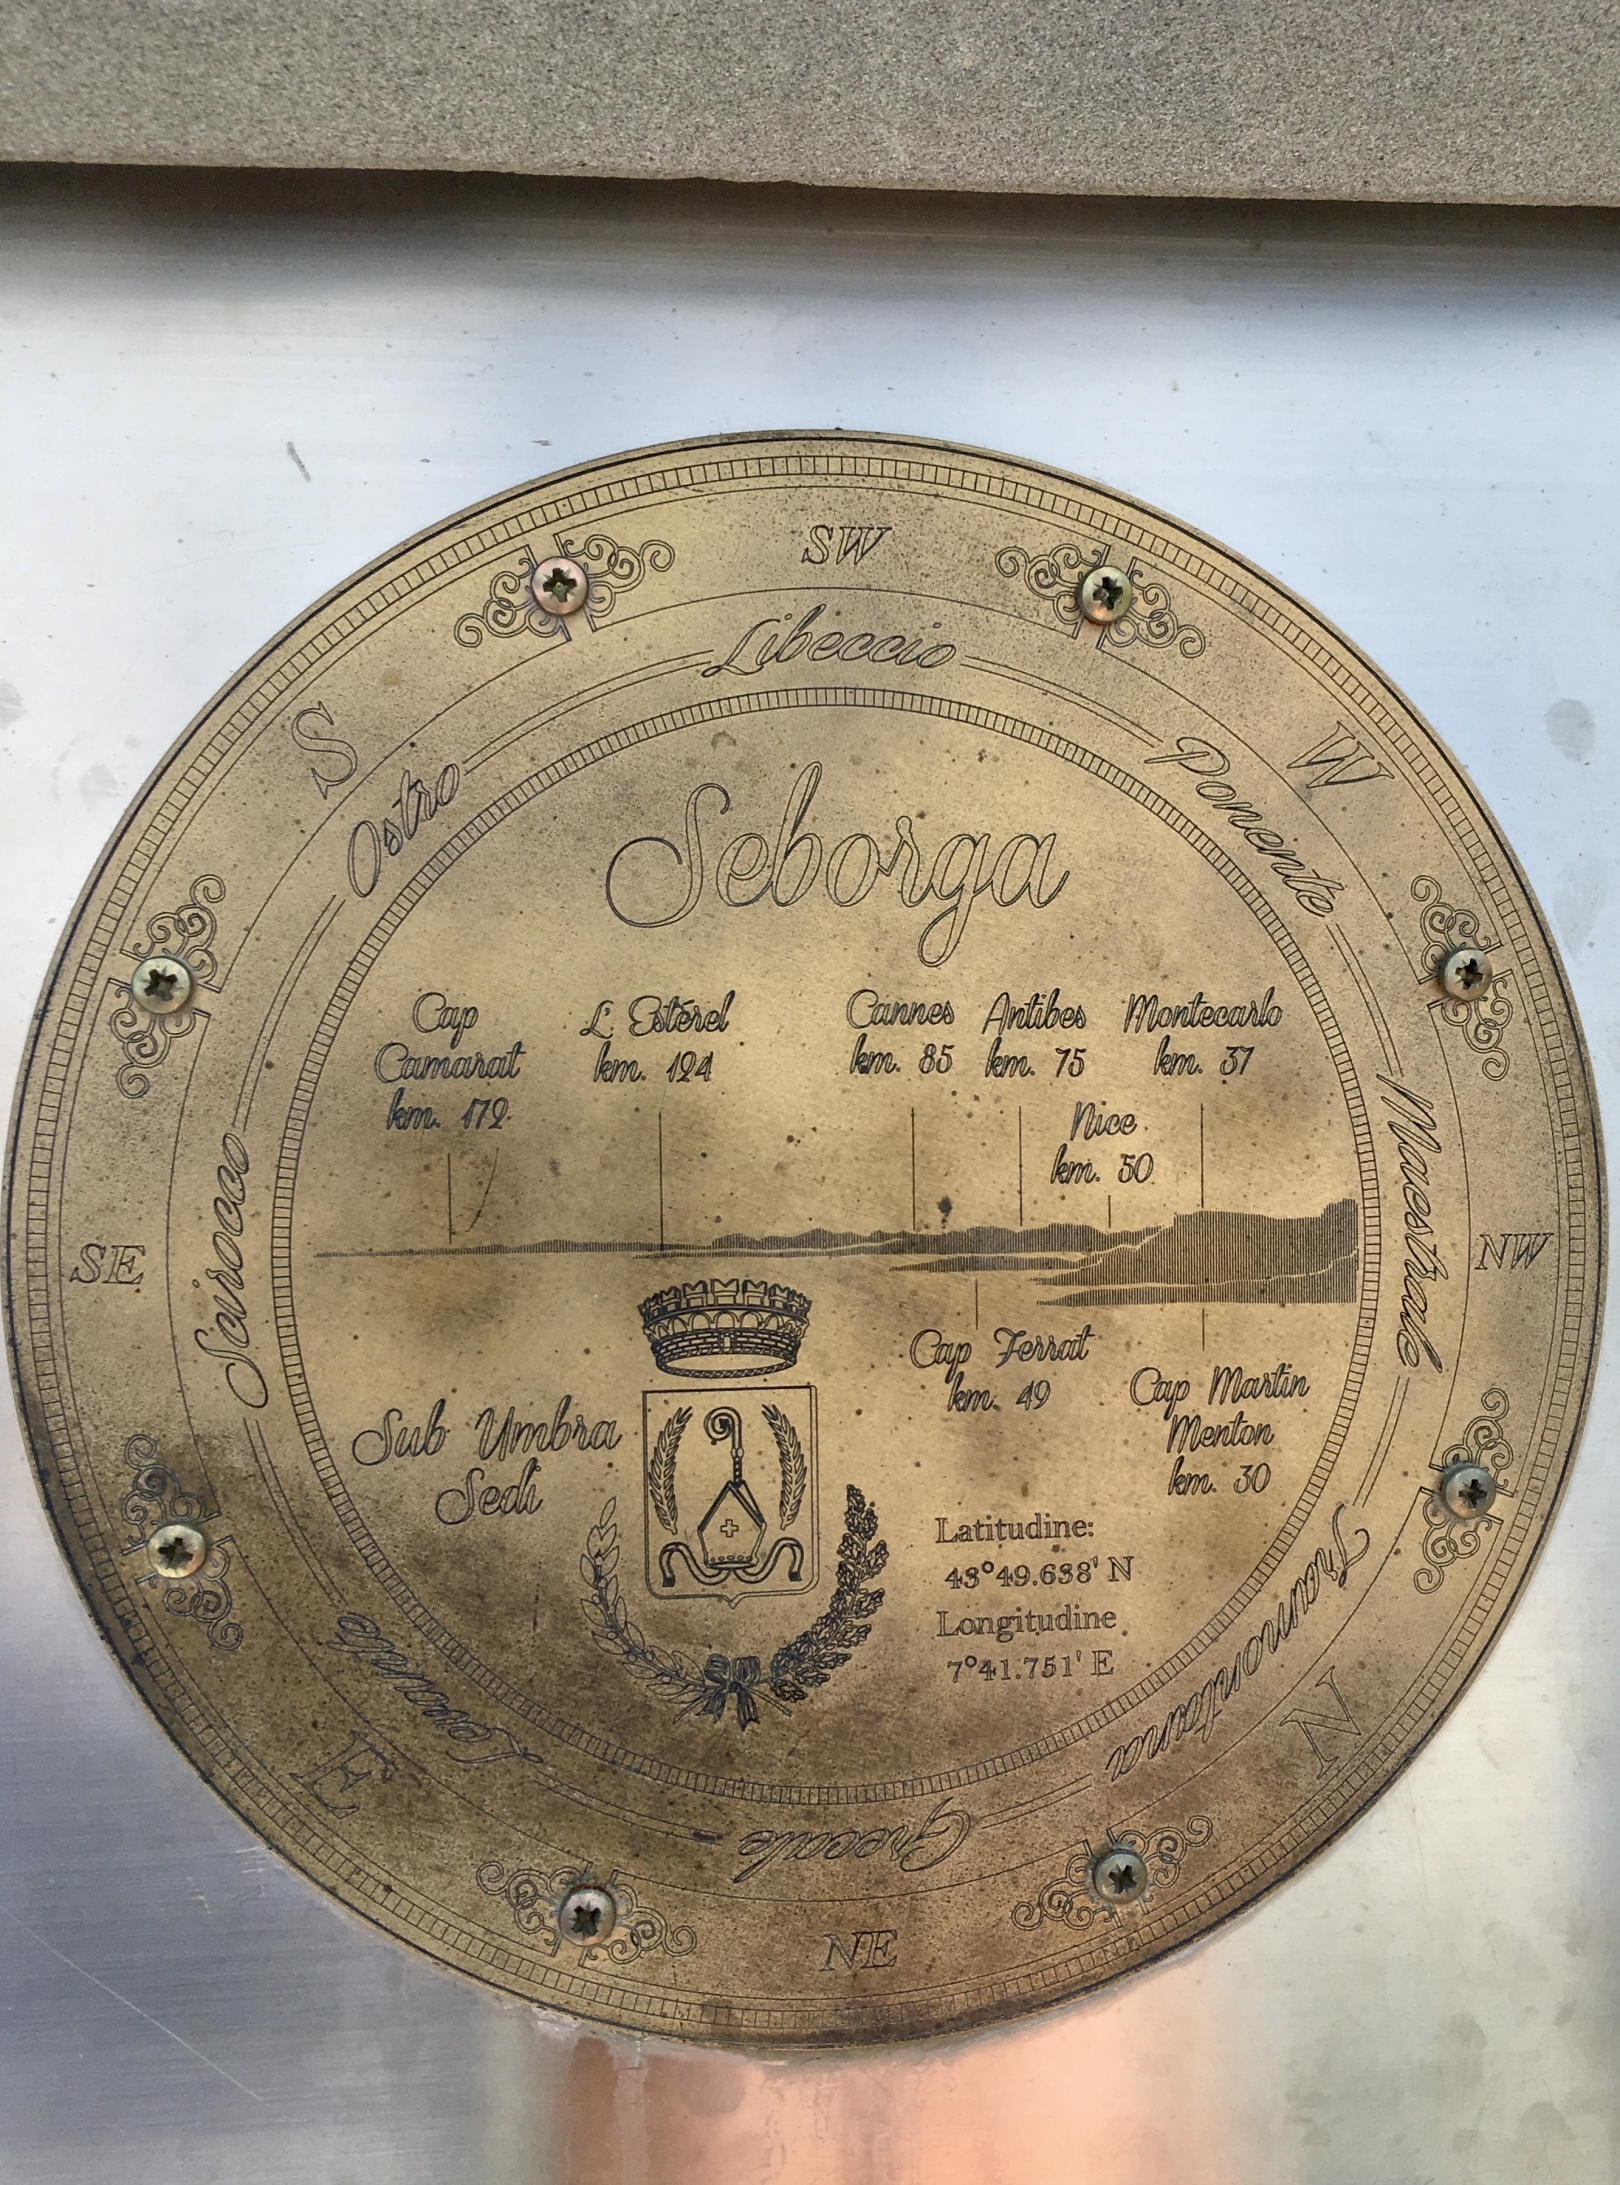 SW
Libeccio
S
Ostro
W
Ponente
Seborga
Cap
Camarat
km. 172
L'Estérel
km. 124
Cannes
km. 85
Antibes
km. 75
Montecarlo
km. 37
Nice
km. 50
SE
Scirocco
NW
Maestrale
Cap Ferrat
km. 49
Cap Martin
Menton
km. 30
Sub Umbra
Sedi
Latitudine:
43°49.638' N
Longitudine
7°41.751' E
E
Levante
N
Tramontana
Grecale
NE